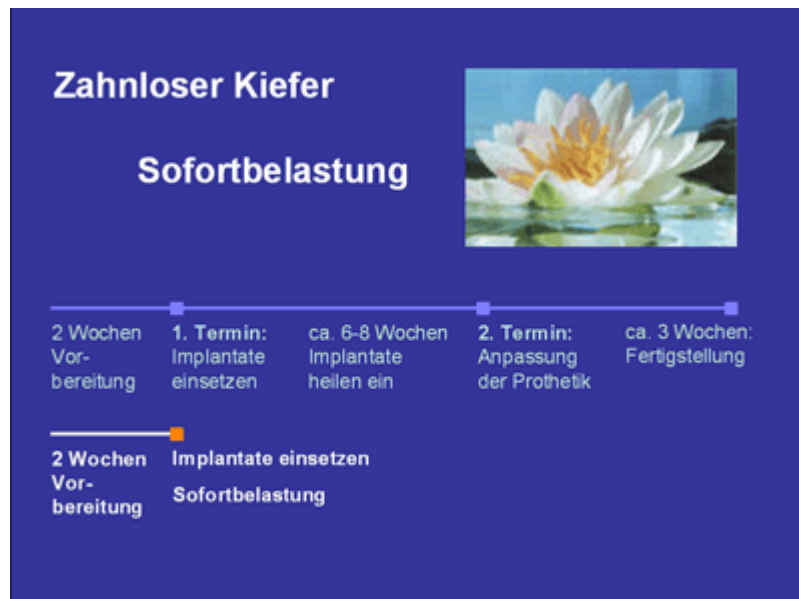 Zahnloser Kiefer
Sofortbelastung
2 Wochen
Vor-
bereitung
1. Termin:
Implantate
einsetzen
ca. 6-8 Wochen
Implantate
heilen ein
2. Termin:
Anpassung
der Prothetik
ca. 3 Wochen:
Fertigstellung
2 Wochen
Vor-
bereitung
Implantate einsetzen
Sofortbelastung